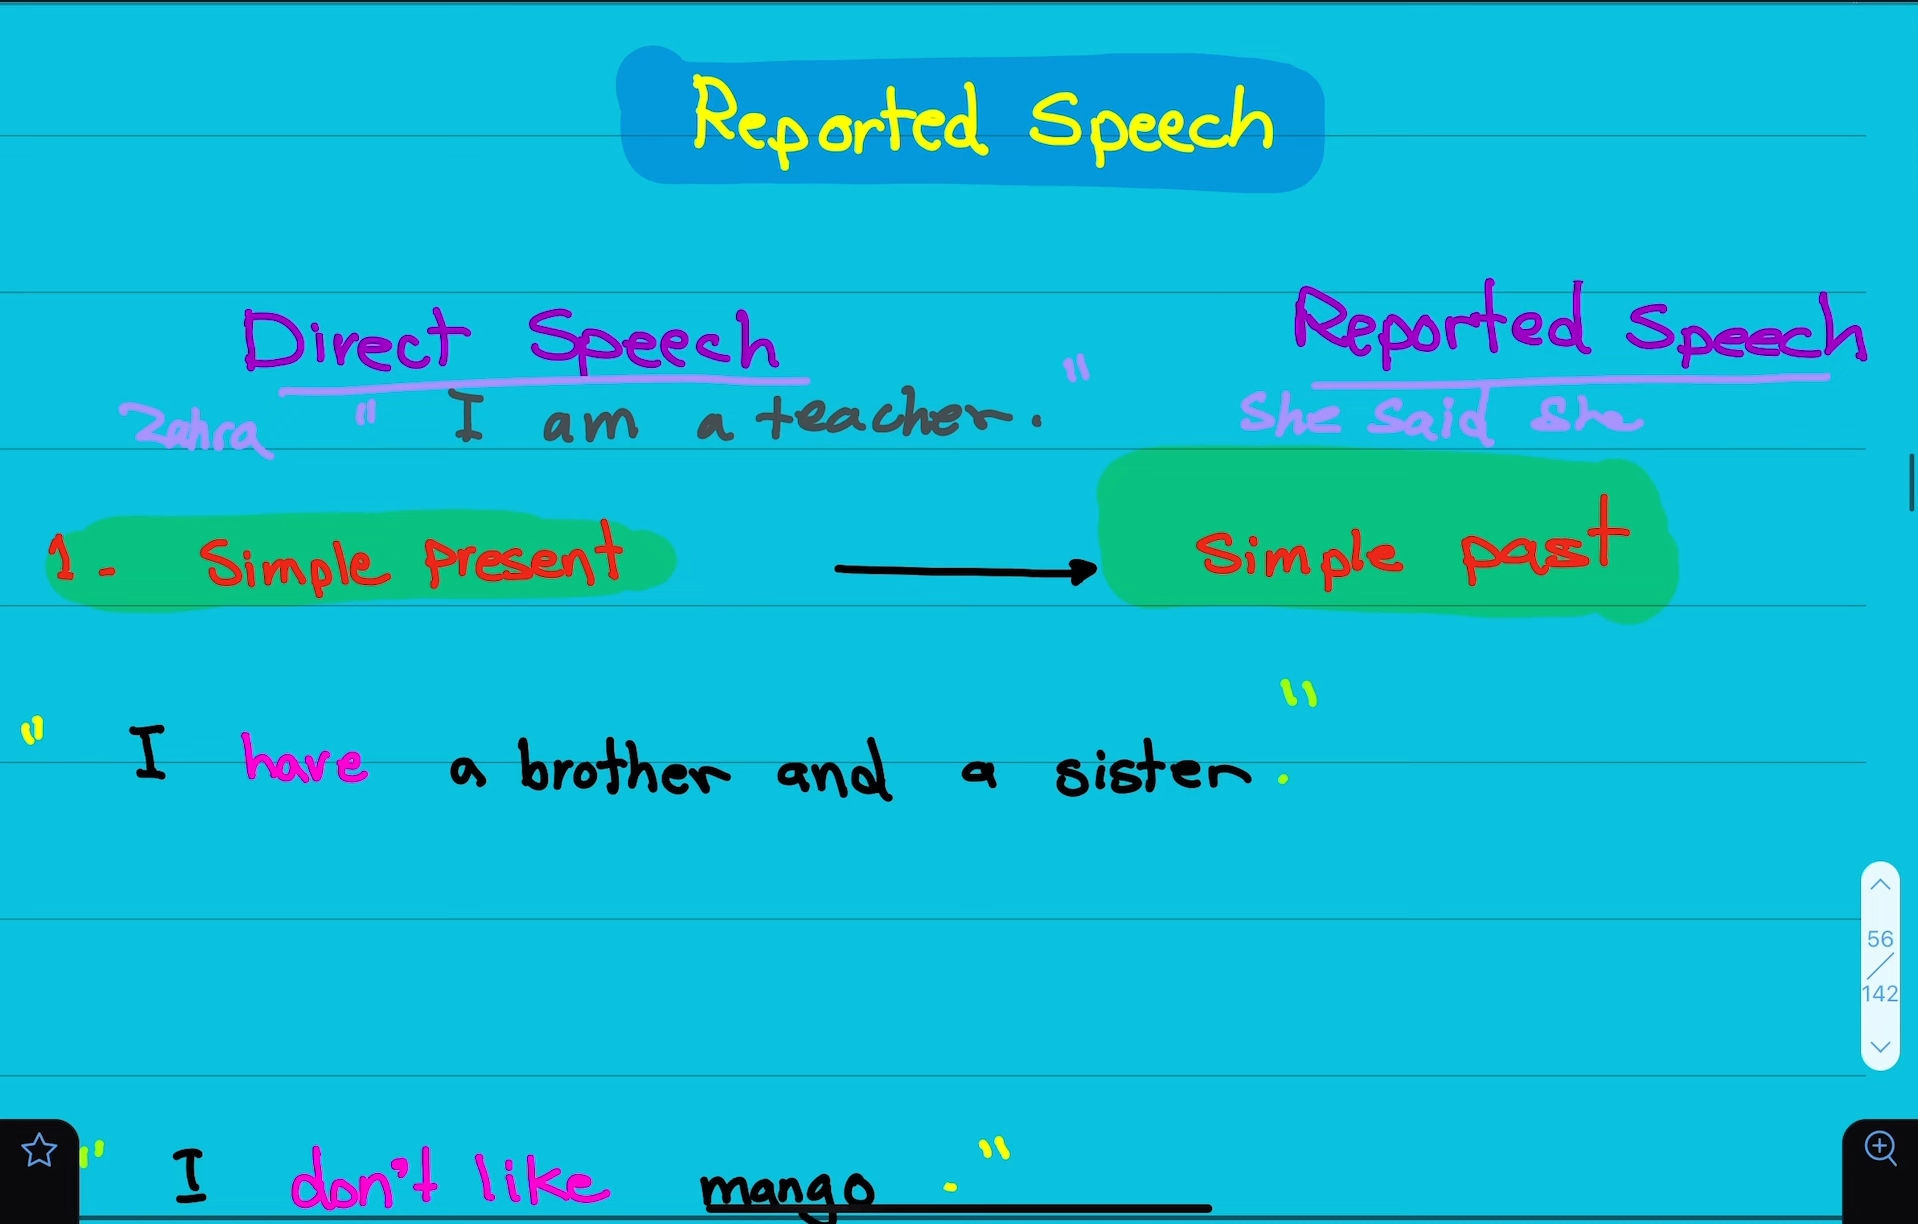 Reported Speech
Direct Speech Reported Speech
Zahra " I am a teacher. " She said she
1- Simple present → Simple past
" I have a brother and a sister. "
" I don't like mango . "
56
142